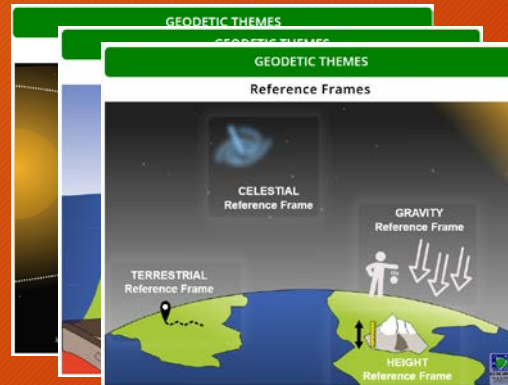 GEODETIC THEMES
GEODETIC THEMES
GEODETIC THEMES
Reference Frames
CELESTIAL
Reference Frame
GRAVITY
Reference Frame
TERRESTRIAL
Reference Frame
HEIGHT
Reference Frame